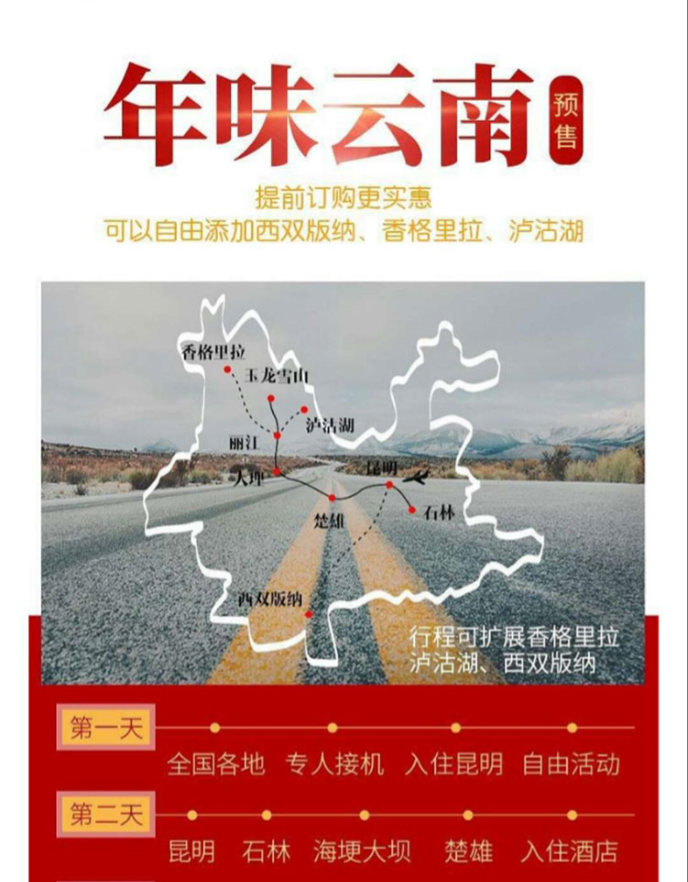 年味云南
预售
提前订购更实惠
可以自由添加西双版纳、香格里拉、泸沽湖
香格里拉
玉龙雪山
泸沽湖
丽江
大理
昆明
楚雄
石林
西双版纳
行程可扩展香格里拉
泸沽湖、西双版纳
第一天
全国各地 专人接机 入住昆明 自由活动
第二天
昆明 石林 海埂大坝 楚雄 入住酒店